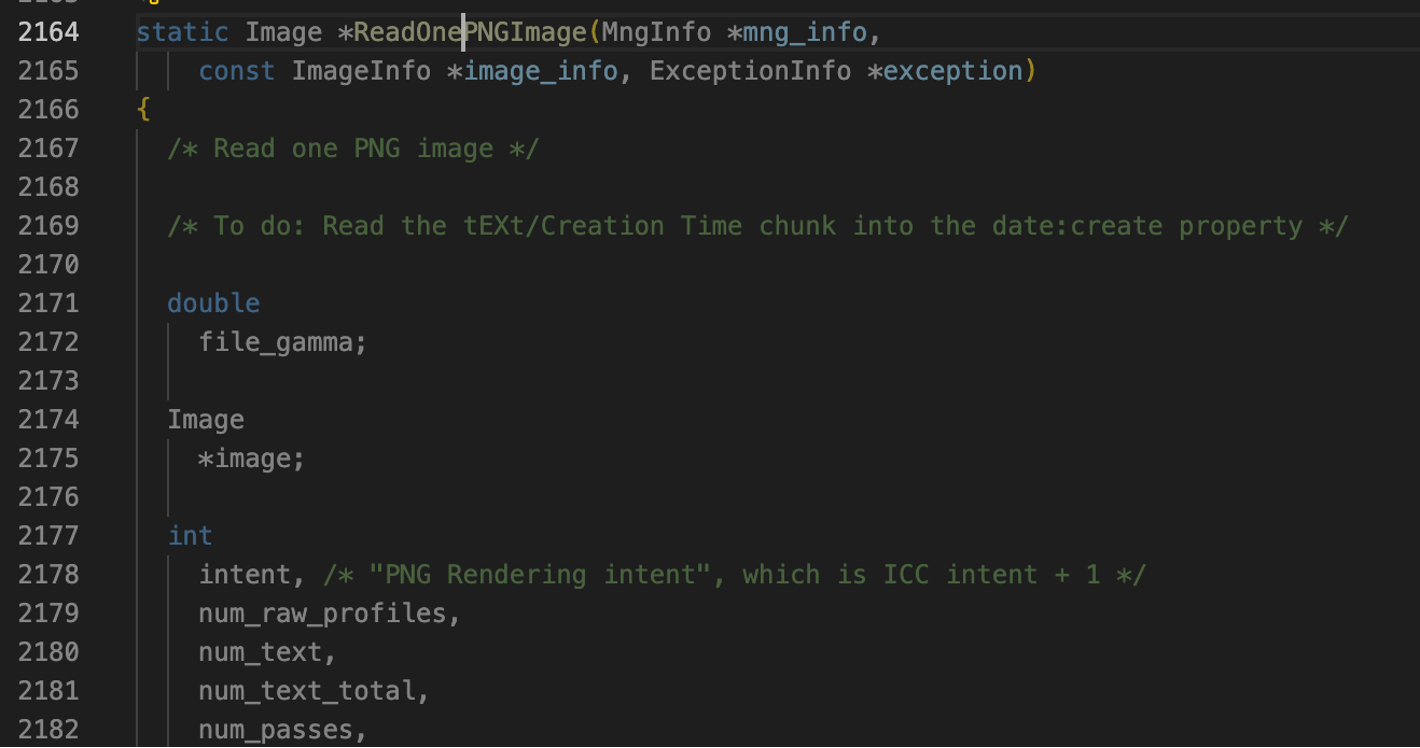 2164 static Image *ReadOnePNGImage(MngInfo *mng_info,
2165 const ImageInfo *image_info, ExceptionInfo *exception)
2166 {
2167 /* Read one PNG image */
2168
2169 /* To do: Read the tEXt/Creation Time chunk into the date:create property */
2170
2171 double
2172 file_gamma;
2173
2174 Image
2175 *image;
2176
2177 int
2178 intent, /* "PNG Rendering intent", which is ICC intent + 1 */
2179 num_raw_profiles,
2180 num_text,
2181 num_text_total,
2182 num_passes,